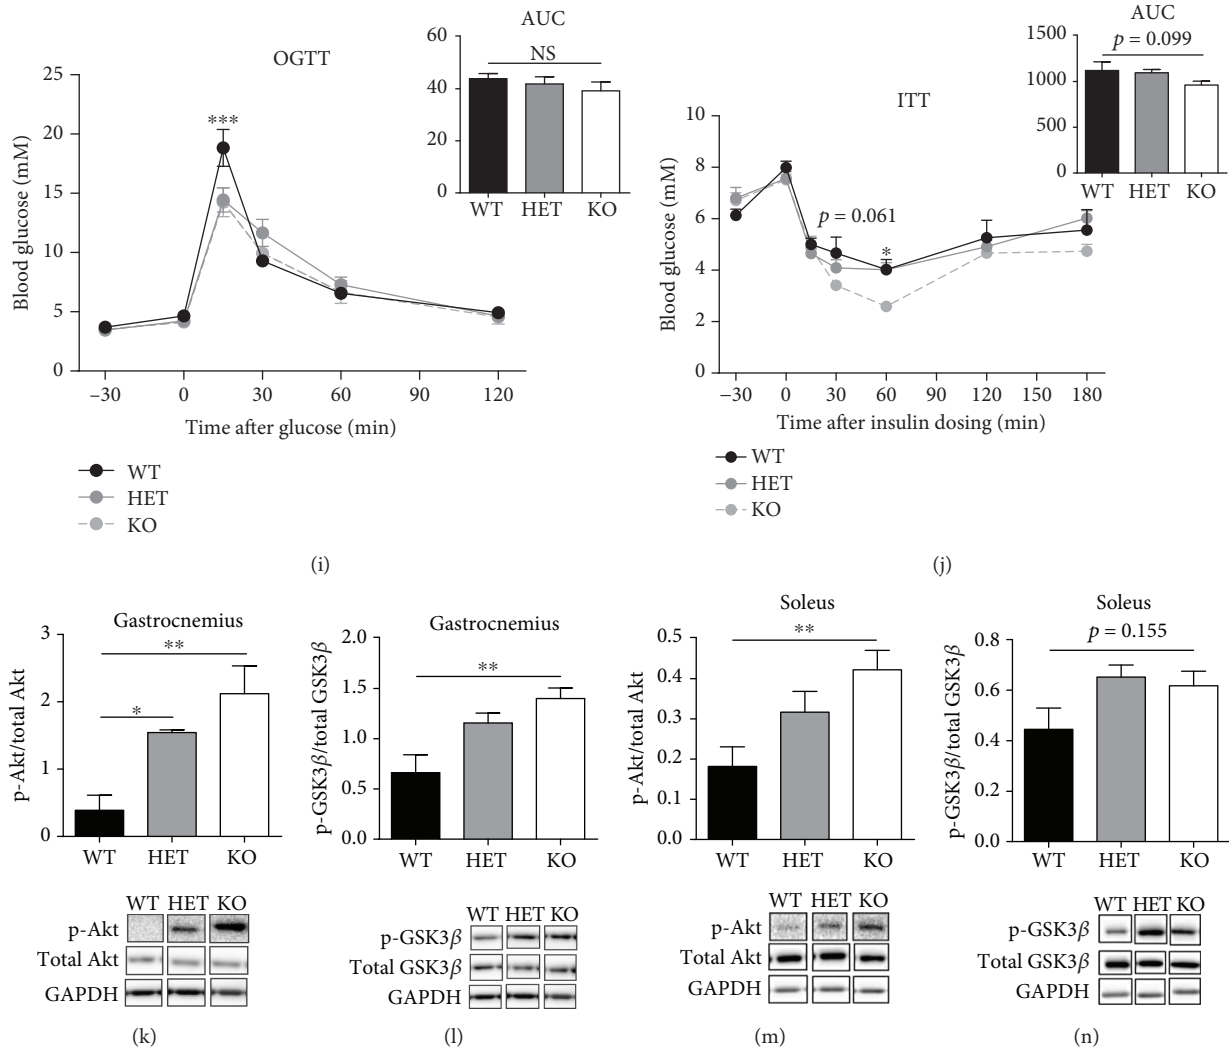 OGTT
AUC
60
40
20
0
NS
WT HET KO
25
20
15
10
5
0
Blood glucose (mM)
***
−30 0 30 60 90 120
Time after glucose (min)
WT
HET
KO
(i)
ITT
AUC
p = 0.099
1500
1000
500
0
WT HET KO
10
8
6
4
2
0
Blood glucose (mM)
p = 0.061
*
−30 0 30 60 90 120 150 180
Time after insulin dosing (min)
WT
HET
KO
(j)
Gastrocnemius
**
*
3
2
1
0
p-Akt/total Akt
WT HET KO
WT HET KO
p-Akt
Total Akt
GAPDH
(k)
Gastrocnemius
**
2.0
1.5
1.0
0.5
0.0
p-GSK3β/total GSK3β
WT HET KO
WT HET KO
p-GSK3β
Total GSK3β
GAPDH
(l)
Soleus
**
0.5
0.4
0.3
0.2
0.1
0.0
p-Akt/total Akt
WT HET KO
WT HET KO
p-Akt
Total Akt
GAPDH
(m)
Soleus
p = 0.155
0.8
0.6
0.4
0.2
0.0
p-GSK3β/total GSK3β
WT HET KO
WT HET KO
p-GSK3β
Total GSK3β
GAPDH
(n)